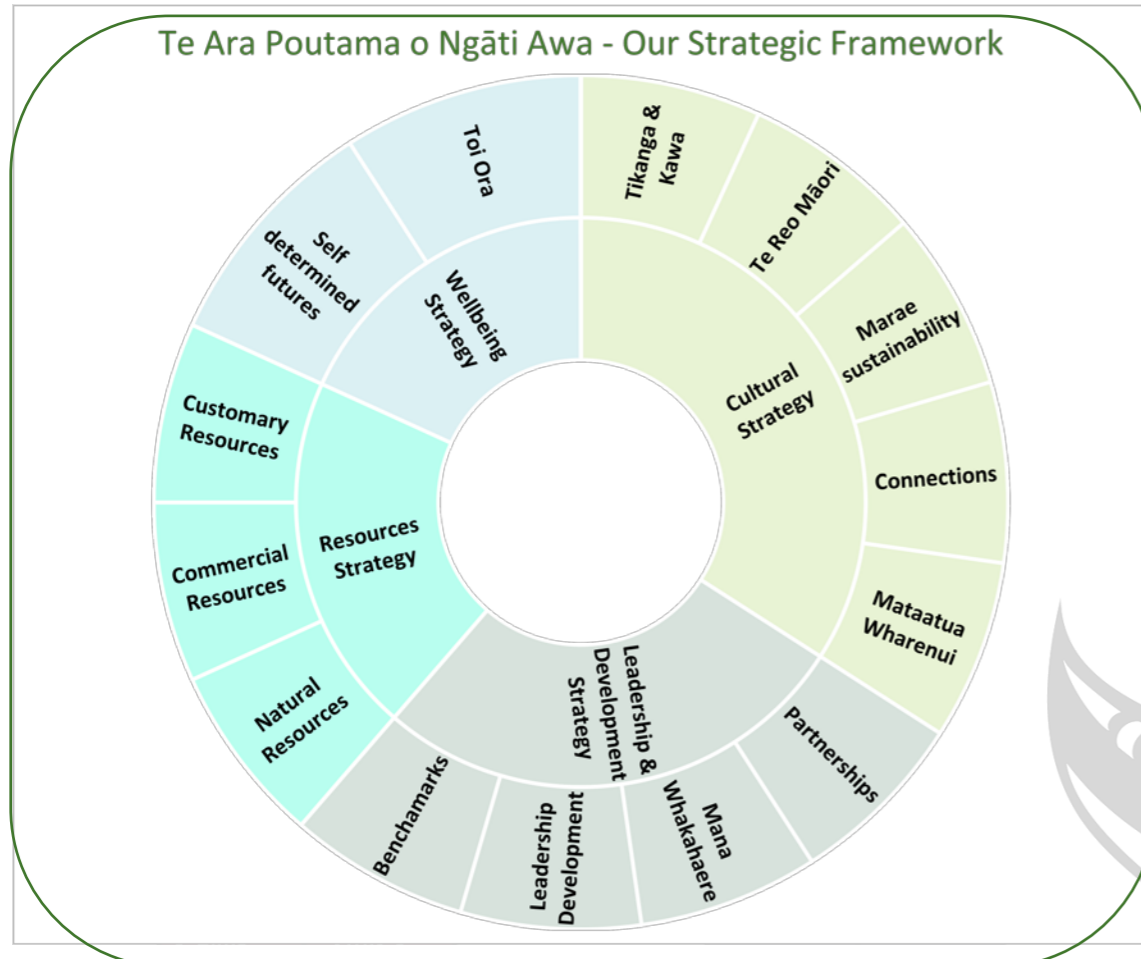 Te Ara Poutama o Ngāti Awa - Our Strategic Framework
Tikanga &
Kawa
Te Reo Māori
Marae
sustainability
Connections
Mataatua
Wharenui
Cultural
Strategy
Partnerships
Mana
Whakahaere
Leadership
Development
Benchamarks
Leadership &
Development
Strategy
Natural
Resources
Commercial
Resources
Customary
Resources
Resources
Strategy
Self
determined
futures
Toi Ora
Wellbeing
Strategy